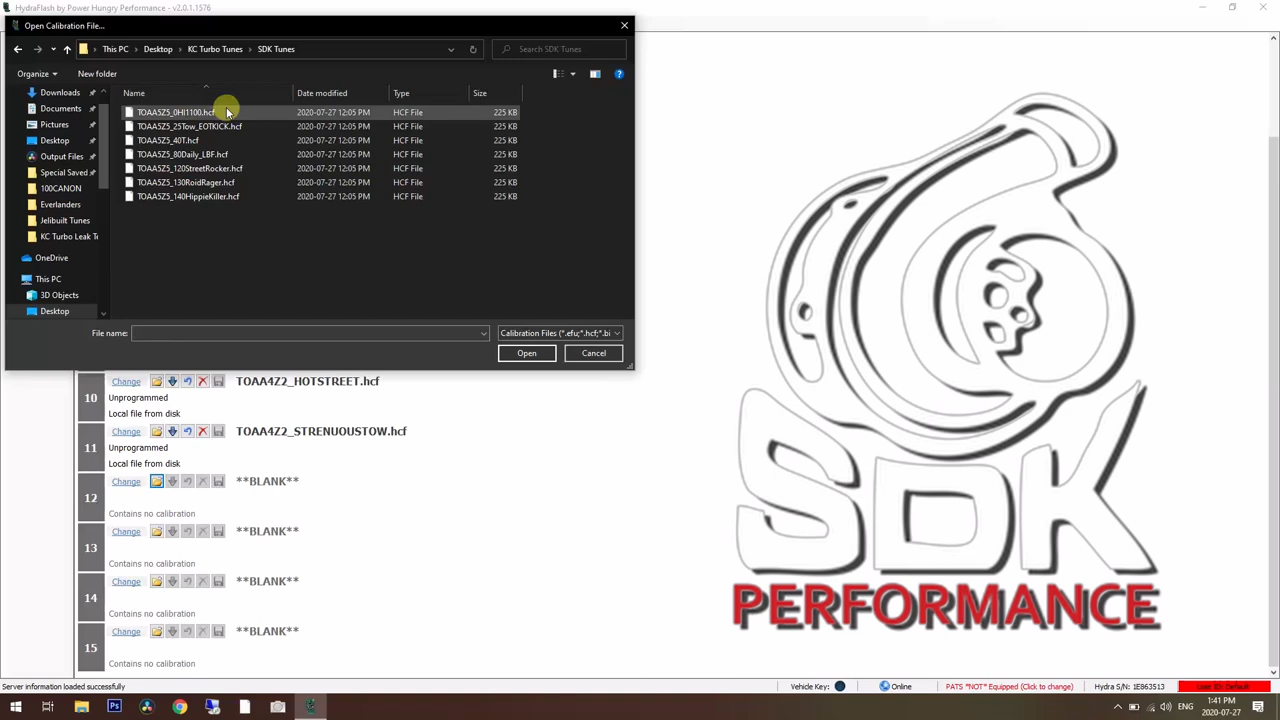 HydraFlash by Power Hungry Performance - v2.0.1.1576
Open Calibration File...
This PC > Desktop > KC Turbo Tunes > SDK Tunes
Search SDK Tunes
Organize
New folder
Name
Date modified
Type
Size
Downloads
Documents
Pictures
Desktop
Output Files
Special Saved
100CANON
Everlanders
Jelibuilt Tunes
KC Turbo Leak Te
OneDrive
This PC
3D Objects
Desktop
TOAA5Z5_0HI1100.hcf 2020-07-27 12:05 PM HCF File 225 KB
TOAA5Z5_25Tow_EOTKICK.hcf 2020-07-27 12:05 PM HCF File 225 KB
TOAA5Z5_40T.hcf 2020-07-27 12:05 PM HCF File 225 KB
TOAA5Z5_80Daily_LBF.hcf 2020-07-27 12:05 PM HCF File 225 KB
TOAA5Z5_120StreetRocker.hcf 2020-07-27 12:05 PM HCF File 225 KB
TOAA5Z5_130RoidRager.hcf 2020-07-27 12:05 PM HCF File 225 KB
TOAA5Z5_140HippieKiller.hcf 2020-07-27 12:05 PM HCF File 225 KB
File name:
Calibration Files (*.efu;*.hcf;*.bi
Open
Cancel
10 Change TOAA4Z2_HOTSTREET.hcf
Unprogrammed
Local file from disk
11 Change TOAA4Z2_STRENUOUSTOW.hcf
Unprogrammed
Local file from disk
12 Change **BLANK**
Contains no calibration
13 Change **BLANK**
Contains no calibration
14 Change **BLANK**
Contains no calibration
15 Change **BLANK**
Contains no calibration
SDK
PERFORMANCE
Server information loaded successfully
Vehicle Key:
Online
PATS *NOT* Equipped (Click to change)
Hydra S/N: 1E863513
User ID: Default
ENG
1:41 PM
2020-07-27